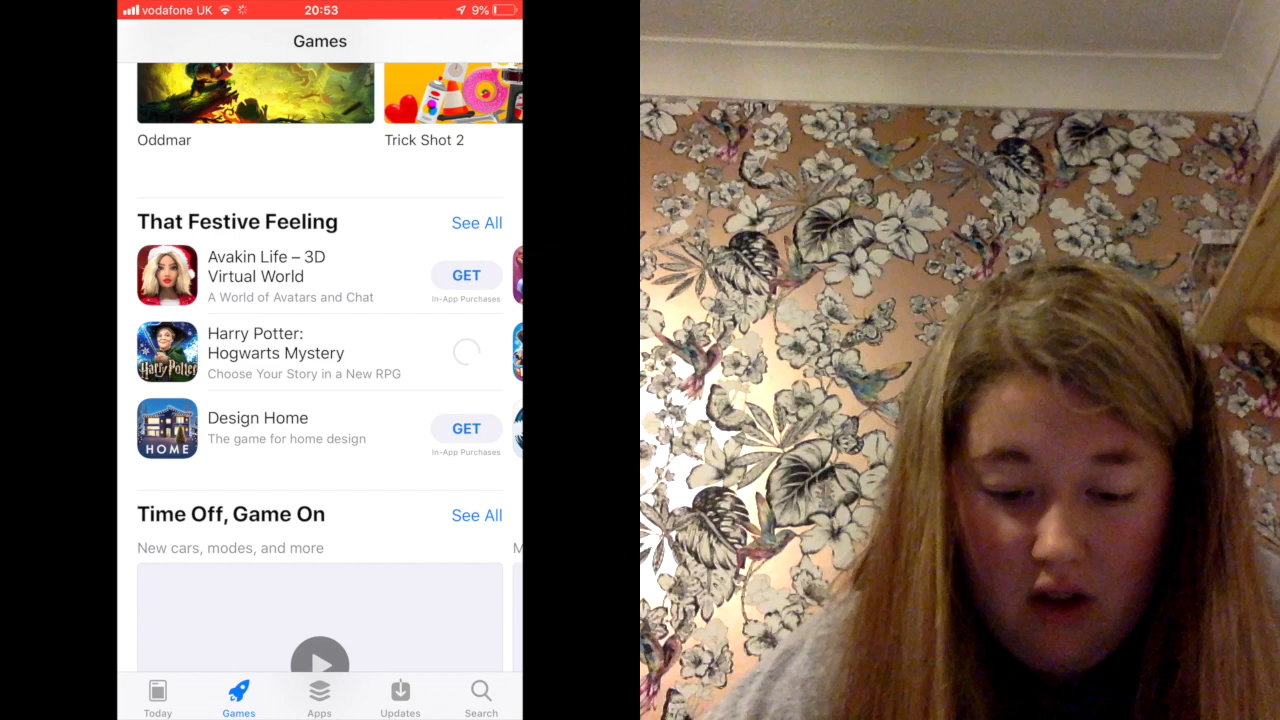 vodafone UK 20:53 9%
Games
Oddmar Trick Shot 2
That Festive Feeling See All
Avakin Life – 3D
Virtual World
A World of Avatars and Chat
GET
In-App Purchases
Harry Potter:
Hogwarts Mystery
Choose Your Story in a New RPG
Harry Potter
Design Home
The game for home design
GET
In-App Purchases
HOME
Time Off, Game On See All
New cars, modes, and more M
Today Games Apps Updates Search